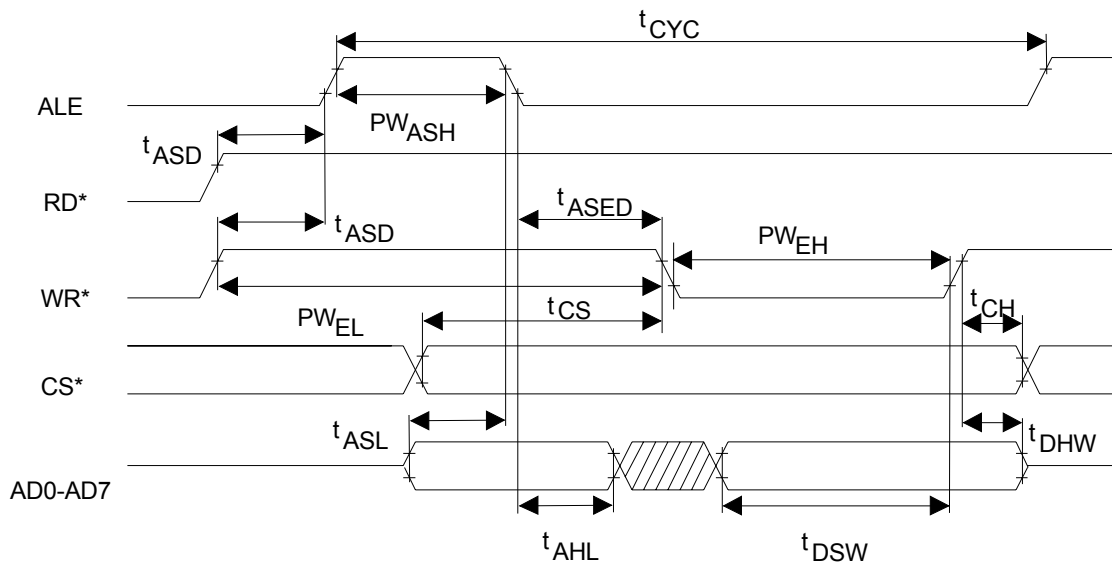 tCYC
ALE
PWASH
tASD
RD*
tASED
tASD
PWEH
WR*
tCS
tCH
PWEL
CS*
tASL
tDHW
AD0-AD7
tAHL
tDSW